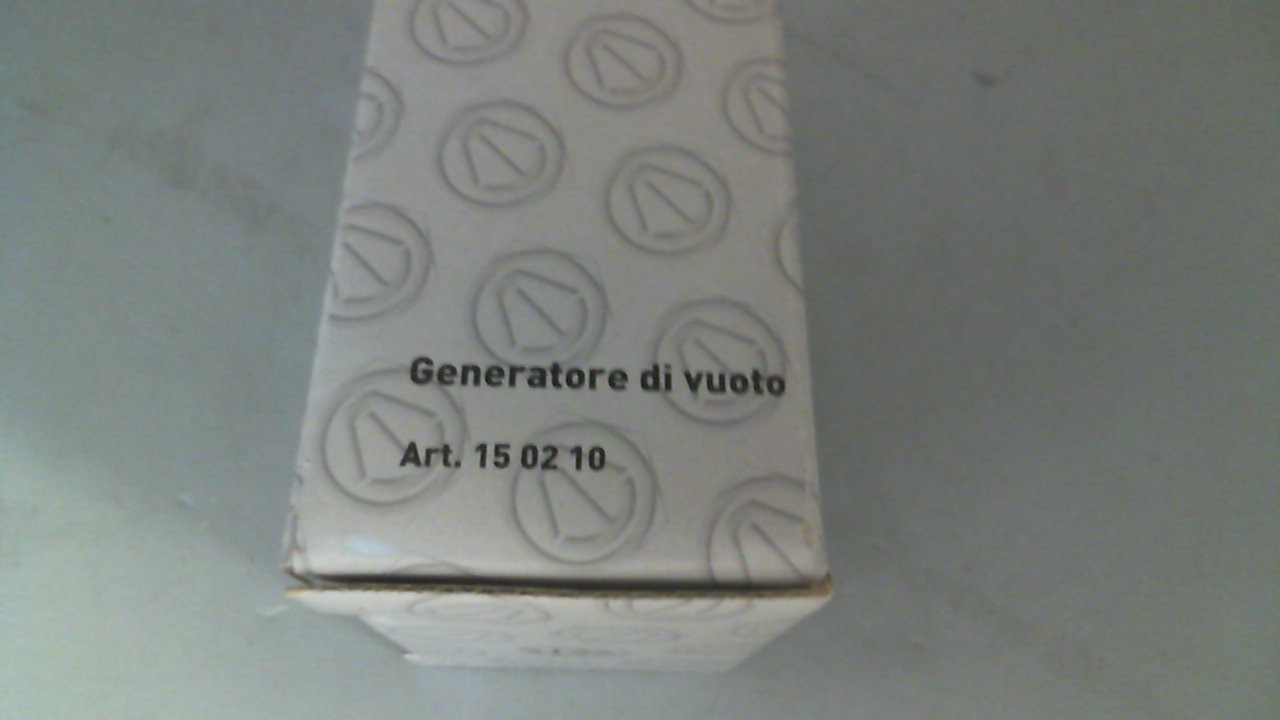 Generatore di vuoto
Art. 15 02 10